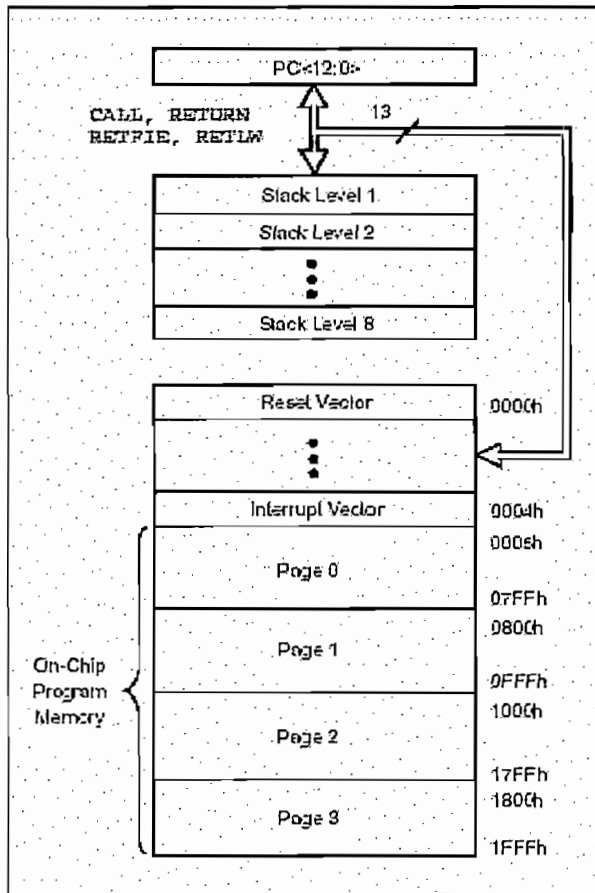 PC<12:0>
CALL, RETURN
RETFIE, RETLW
13
Stack Level 1
Stack Level 2
Stack Level 8
Reset Vector
0000h
Interrupt Vector
0004h
0005h
Page 0
07FFh
0800h
Page 1
0FFFh
1000h
On-Chip
Program
Memory
Page 2
17FFh
1800h
Page 3
1FFFh